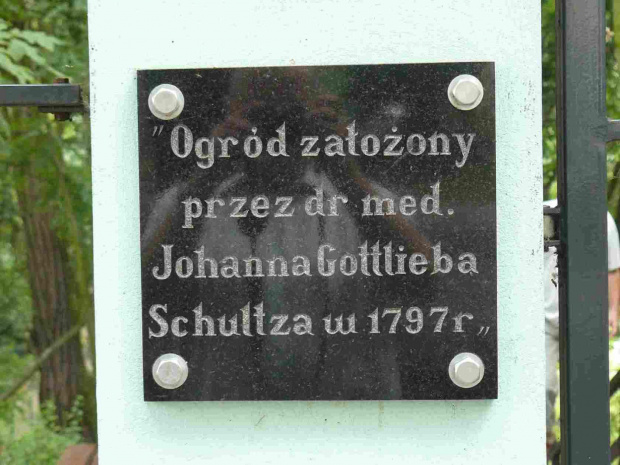 "Ogród założony
przez dr med.
Johanna Gottlieba
Schultza w 1797r„